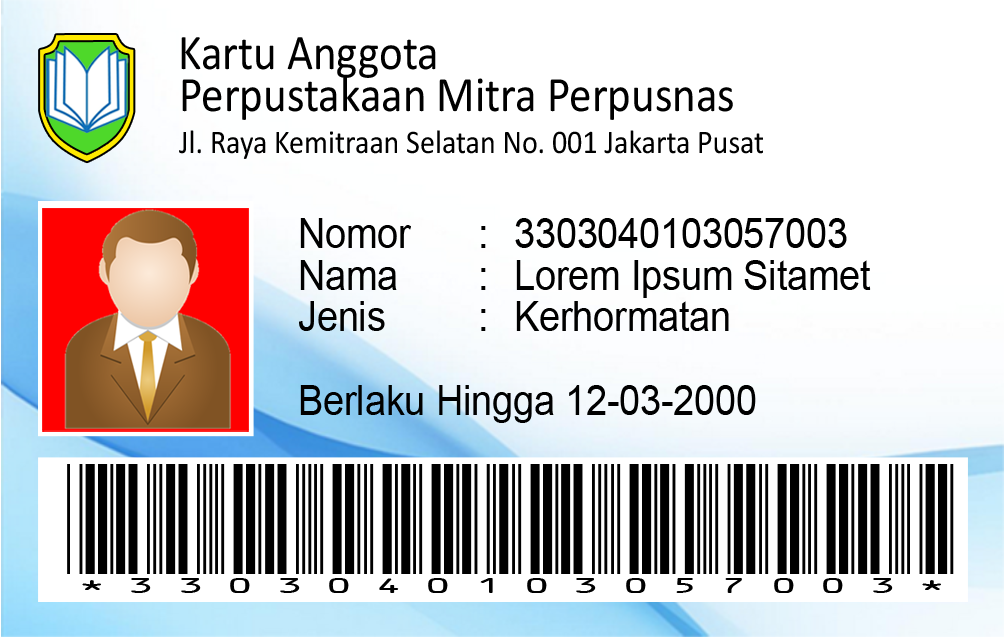 Kartu Anggota
Perpustakaan Mitra Perpusnas
Jl. Raya Kemitraan Selatan No. 001 Jakarta Pusat
Nomor : 3303040103057003
Nama : Lorem Ipsum Sitamet
Jenis : Kerhormatan
Berlaku Hingga 12-03-2000
*3303040103057003*